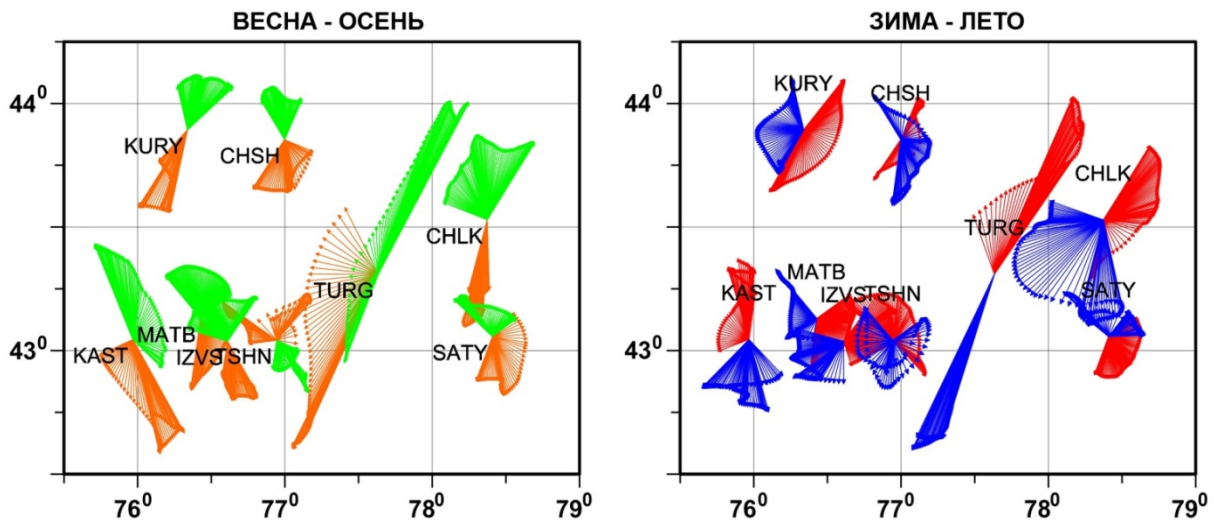 ВЕСНА - ОСЕНЬ
44⁰
KURY
CHSH
CHLK
TURG
MATB
KAST
IZVS
TSHN
SATY
43⁰
76⁰ 77⁰ 78⁰ 79⁰
ЗИМА - ЛЕТО
44⁰
KURY
CHSH
CHLK
TURG
MATB
KAST
IZVS
TSHN
SATY
43⁰
76⁰ 77⁰ 78⁰ 79⁰